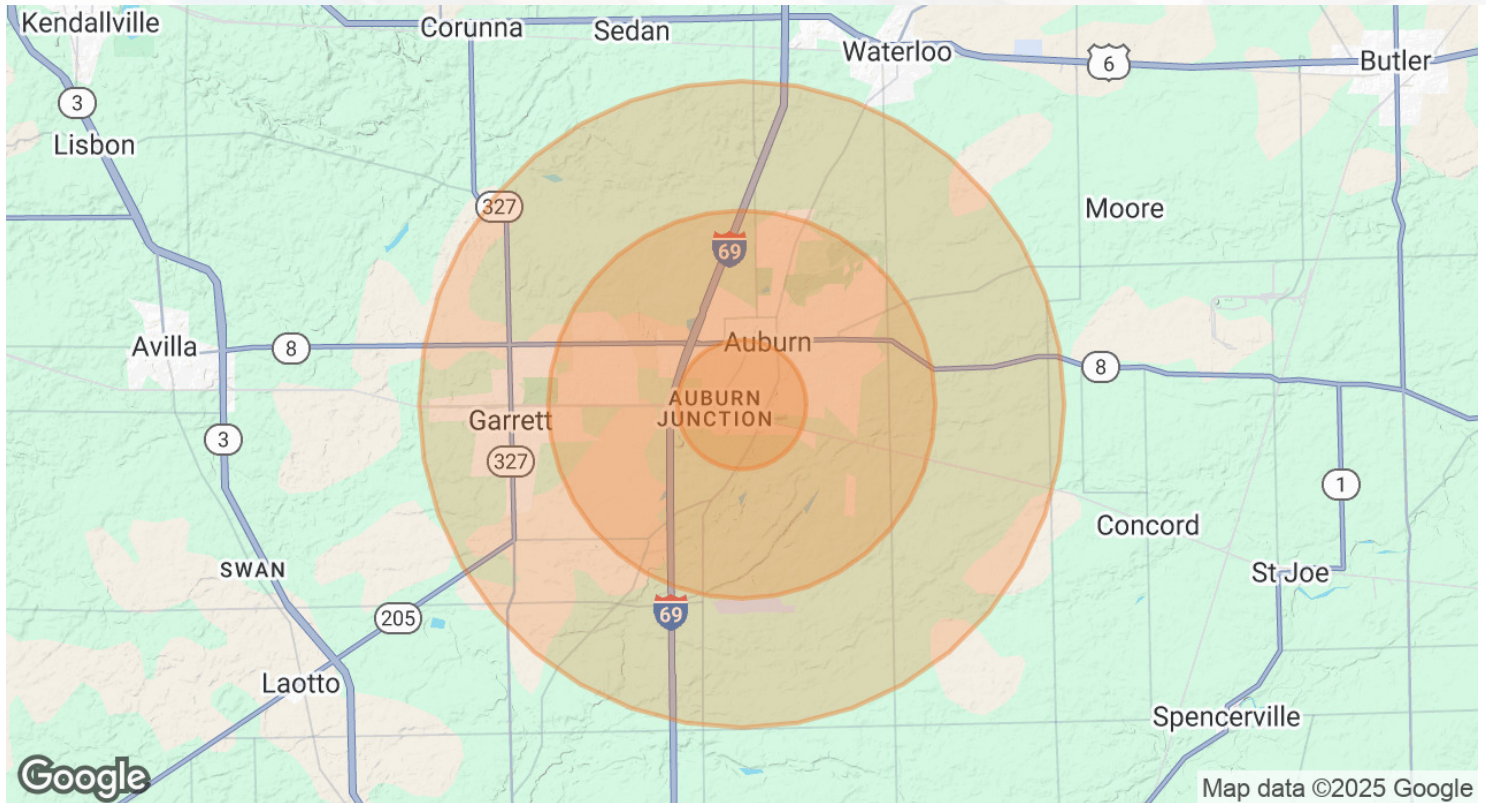 Kendallville
Corunna
Sedan
Waterloo
6
Butler
3
Lisbon
327
Moore
69
Avilla
8
Auburn
8
AUBURN
JUNCTION
Garrett
3
327
1
Concord
SWAN
St Joe
205
69
Laotto
Spencerville
Google
Map data ©2025 Google